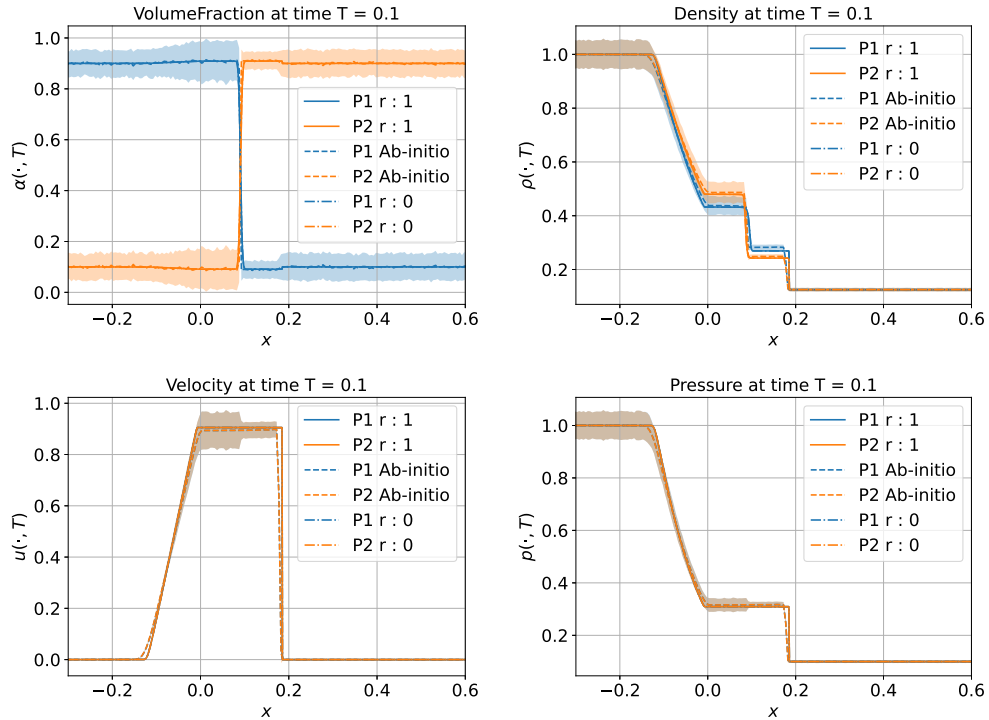 VolumeFraction at time T = 0.1
α(·, T)
1.0
0.8
0.6
0.4
0.2
0.0
P1 r : 1
P2 r : 1
P1 Ab-initio
P2 Ab-initio
P1 r : 0
P2 r : 0
−0.2 0.0 0.2 0.4 0.6
x
Density at time T = 0.1
ρ(·, T)
1.0
0.8
0.6
0.4
0.2
P1 r : 1
P2 r : 1
P1 Ab-initio
P2 Ab-initio
P1 r : 0
P2 r : 0
−0.2 0.0 0.2 0.4 0.6
x
Velocity at time T = 0.1
u(·, T)
1.0
0.8
0.6
0.4
0.2
0.0
P1 r : 1
P2 r : 1
P1 Ab-initio
P2 Ab-initio
P1 r : 0
P2 r : 0
−0.2 0.0 0.2 0.4 0.6
x
Pressure at time T = 0.1
p(·, T)
1.0
0.8
0.6
0.4
0.2
P1 r : 1
P2 r : 1
P1 Ab-initio
P2 Ab-initio
P1 r : 0
P2 r : 0
−0.2 0.0 0.2 0.4 0.6
x